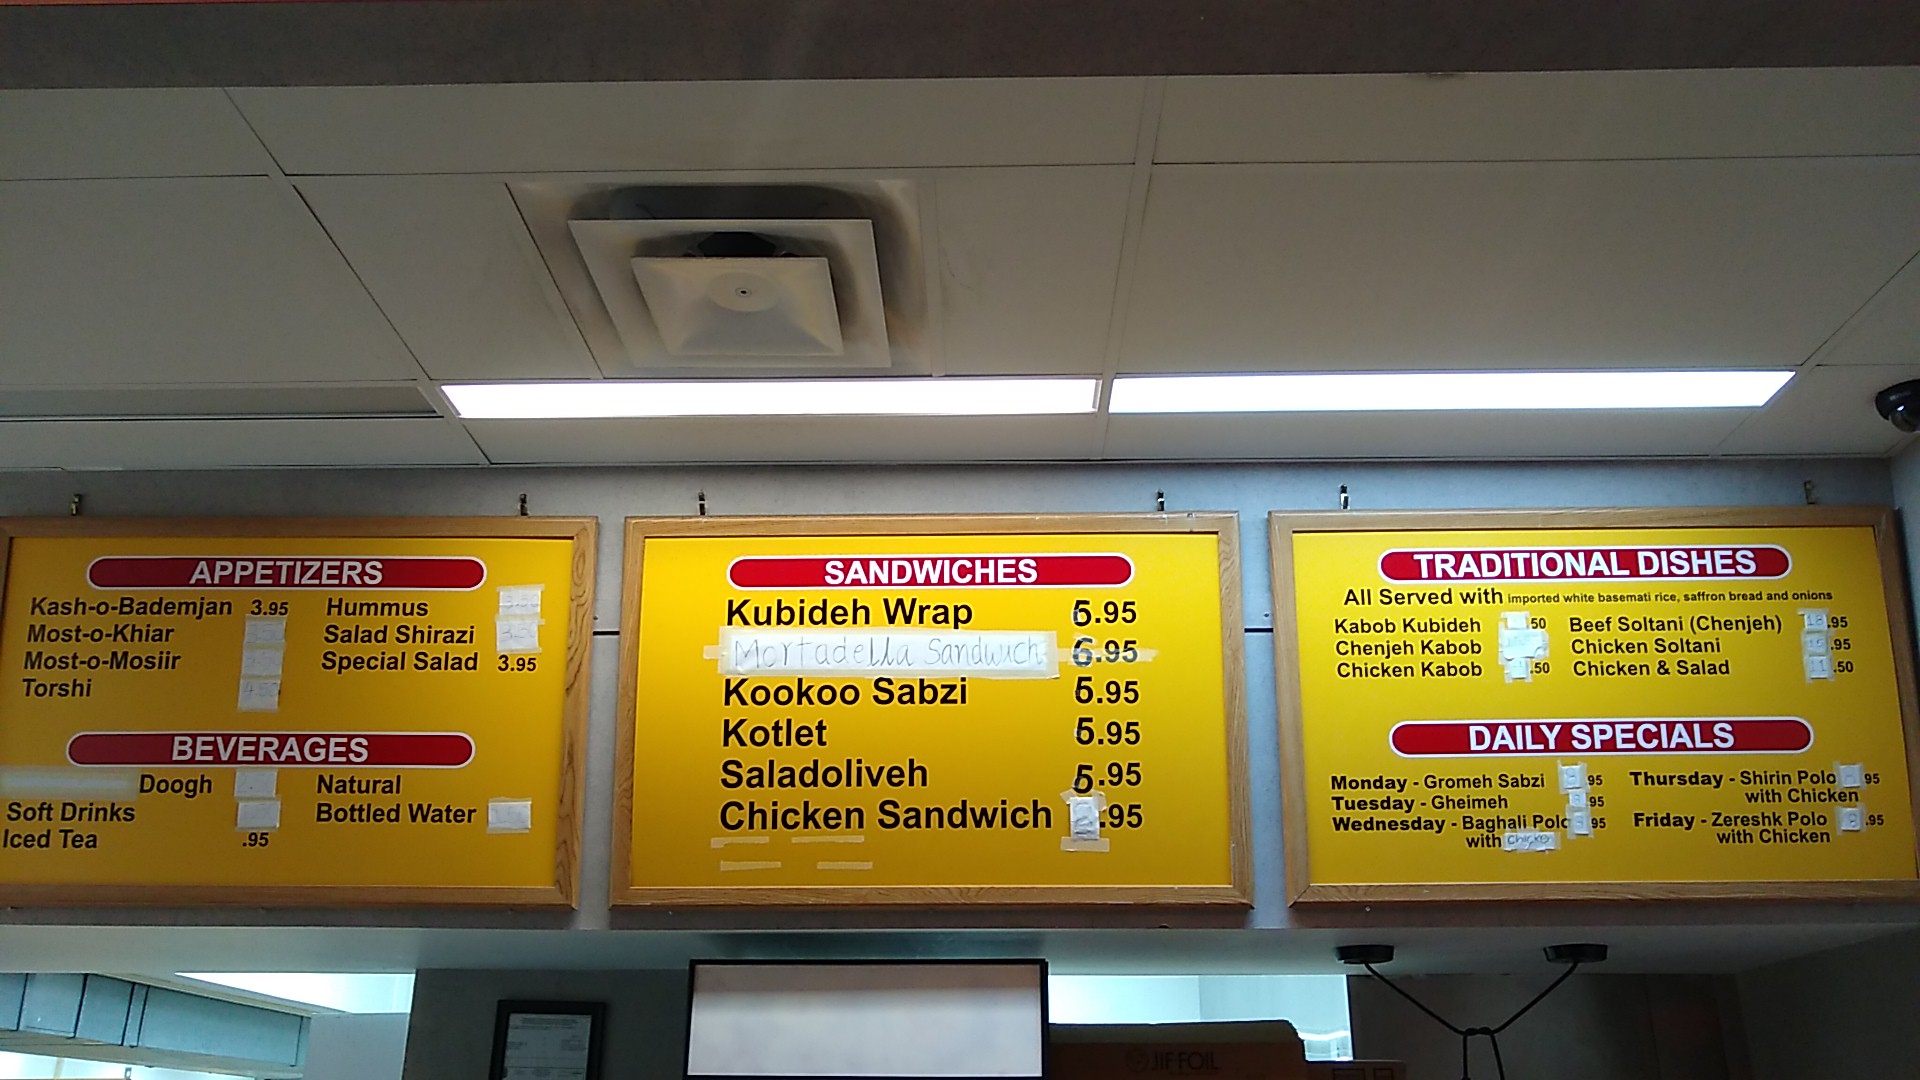 APPETIZERS
Kash-o-Bademjan 3.95 Hummus
Most-o-Khiar Salad Shirazi
Most-o-Mosiir Special Salad 3.95
Torshi
BEVERAGES
Doogh Natural
Soft Drinks Bottled Water
Iced Tea .95
SANDWICHES
Kubideh Wrap 5.95
Mortadella Sandwich 6.95
Kookoo Sabzi 5.95
Kotlet 5.95
Saladoliveh 5.95
Chicken Sandwich .95
TRADITIONAL DISHES
All Served with imported white basemati rice, saffron bread and onions
Kabob Kubideh .50 Beef Soltani (Chenjeh) .95
Chenjeh Kabob Chicken Soltani .95
Chicken Kabob .50 Chicken & Salad 11.50
DAILY SPECIALS
Monday - Gromeh Sabzi .95 Thursday - Shirin Polo .95
with Chicken
Tuesday - Gheimeh .95
Wednesday - Baghali Polo .95 Friday - Zereshk Polo .95
with Chicken with Chicken
JIF-FOIL